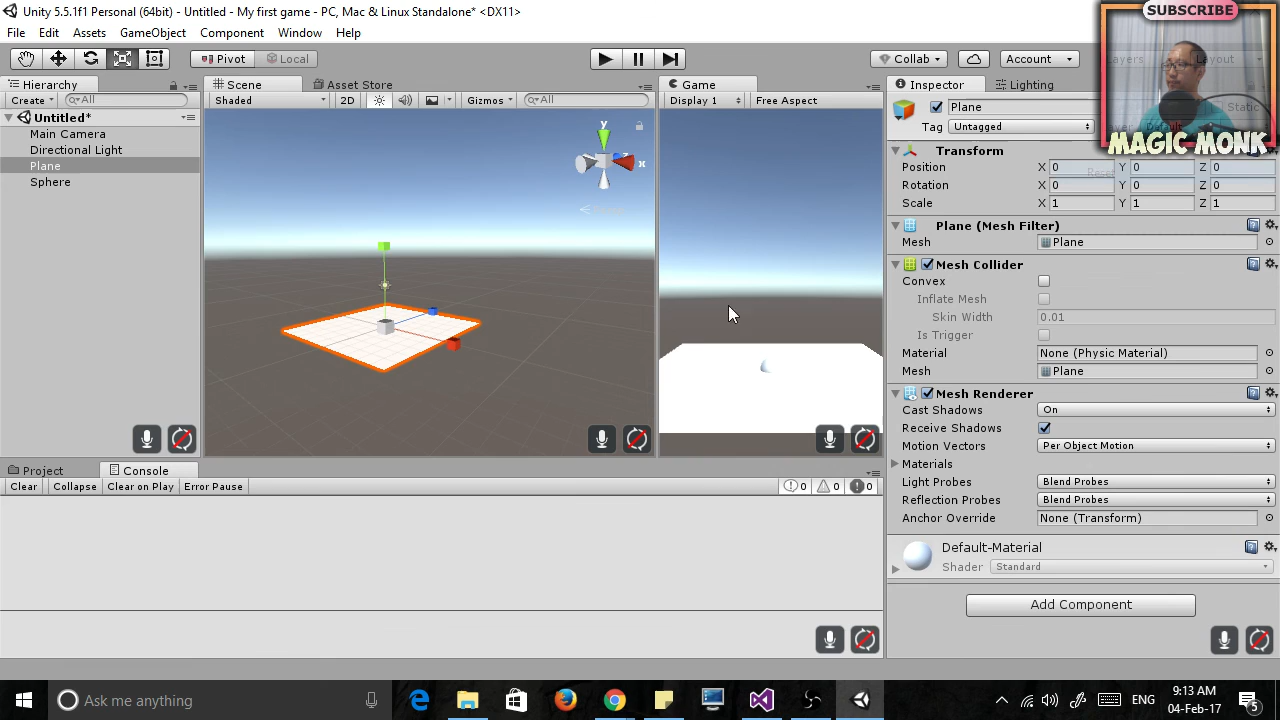 Unity 5.5.1f1 Personal (64bit) - Untitled - My first game - PC, Mac & Linux Standalone* <DX11>
SUBSCRIBE
File Edit Assets GameObject Component Window Help
Pivot Local Collab Account Layers Layout
Hierarchy Scene Asset Store Game Inspector Lighting
Create All Shaded 2D Gizmos All Display 1 Free Aspect
Plane Static
Untitled*
Tag Untagged Layer Default
Main Camera
Directional Light
Plane
Sphere
y
x
z
MAGIC MONK
Transform
Position X 0 Y 0 Z 0
Reset
Rotation X 0 Y 0 Z 0
Scale X 1 Y 1 Z 1
Plane (Mesh Filter)
Mesh Plane
Mesh Collider
Convex
Inflate Mesh
Skin Width 0.01
Is Trigger
Material None (Physic Material)
Mesh Plane
Mesh Renderer
Cast Shadows On
Receive Shadows
Motion Vectors Per Object Motion
Materials
Light Probes Blend Probes
Reflection Probes Blend Probes
Anchor Override None (Transform)
Default-Material
Shader Standard
Add Component
Project Console
Clear Collapse Clear on Play Error Pause 0 0 0
Ask me anything
ENG
9:13 AM
04-Feb-17
5